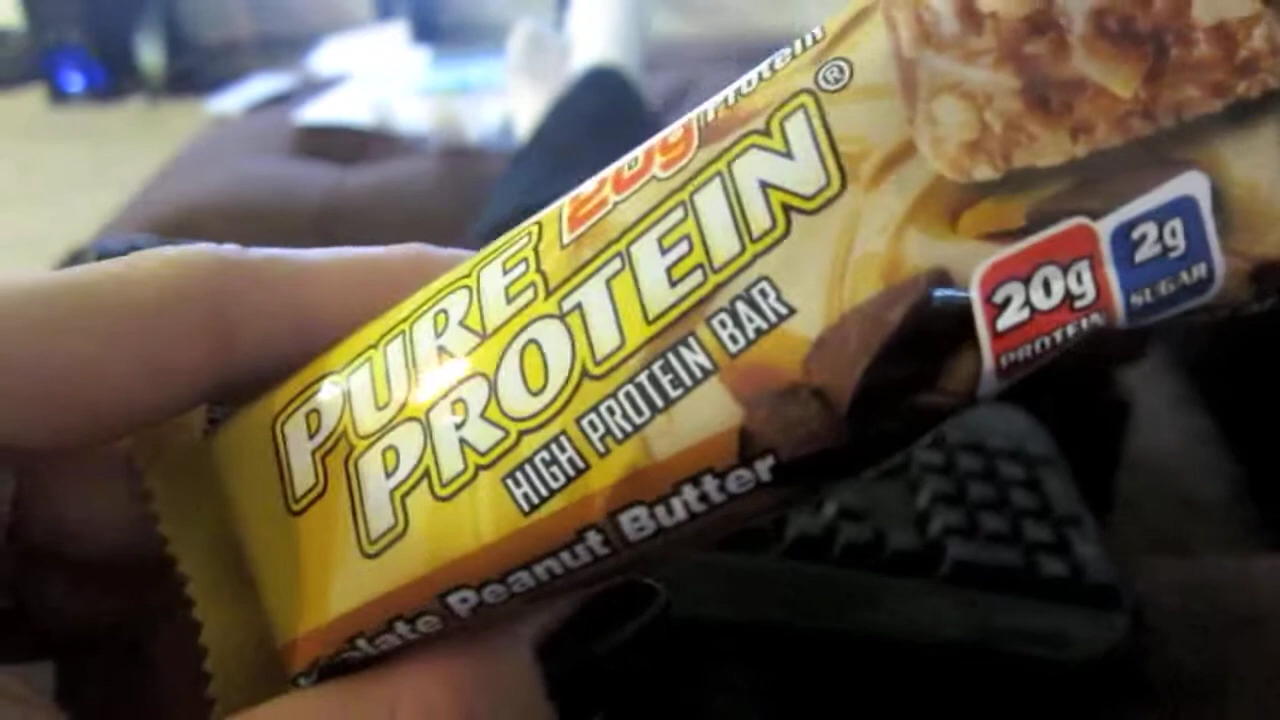 20g Protein
PURE
PROTEIN®
HIGH PROTEIN BAR
Peanut Butter
20g
PROTEIN
2g
SUGAR